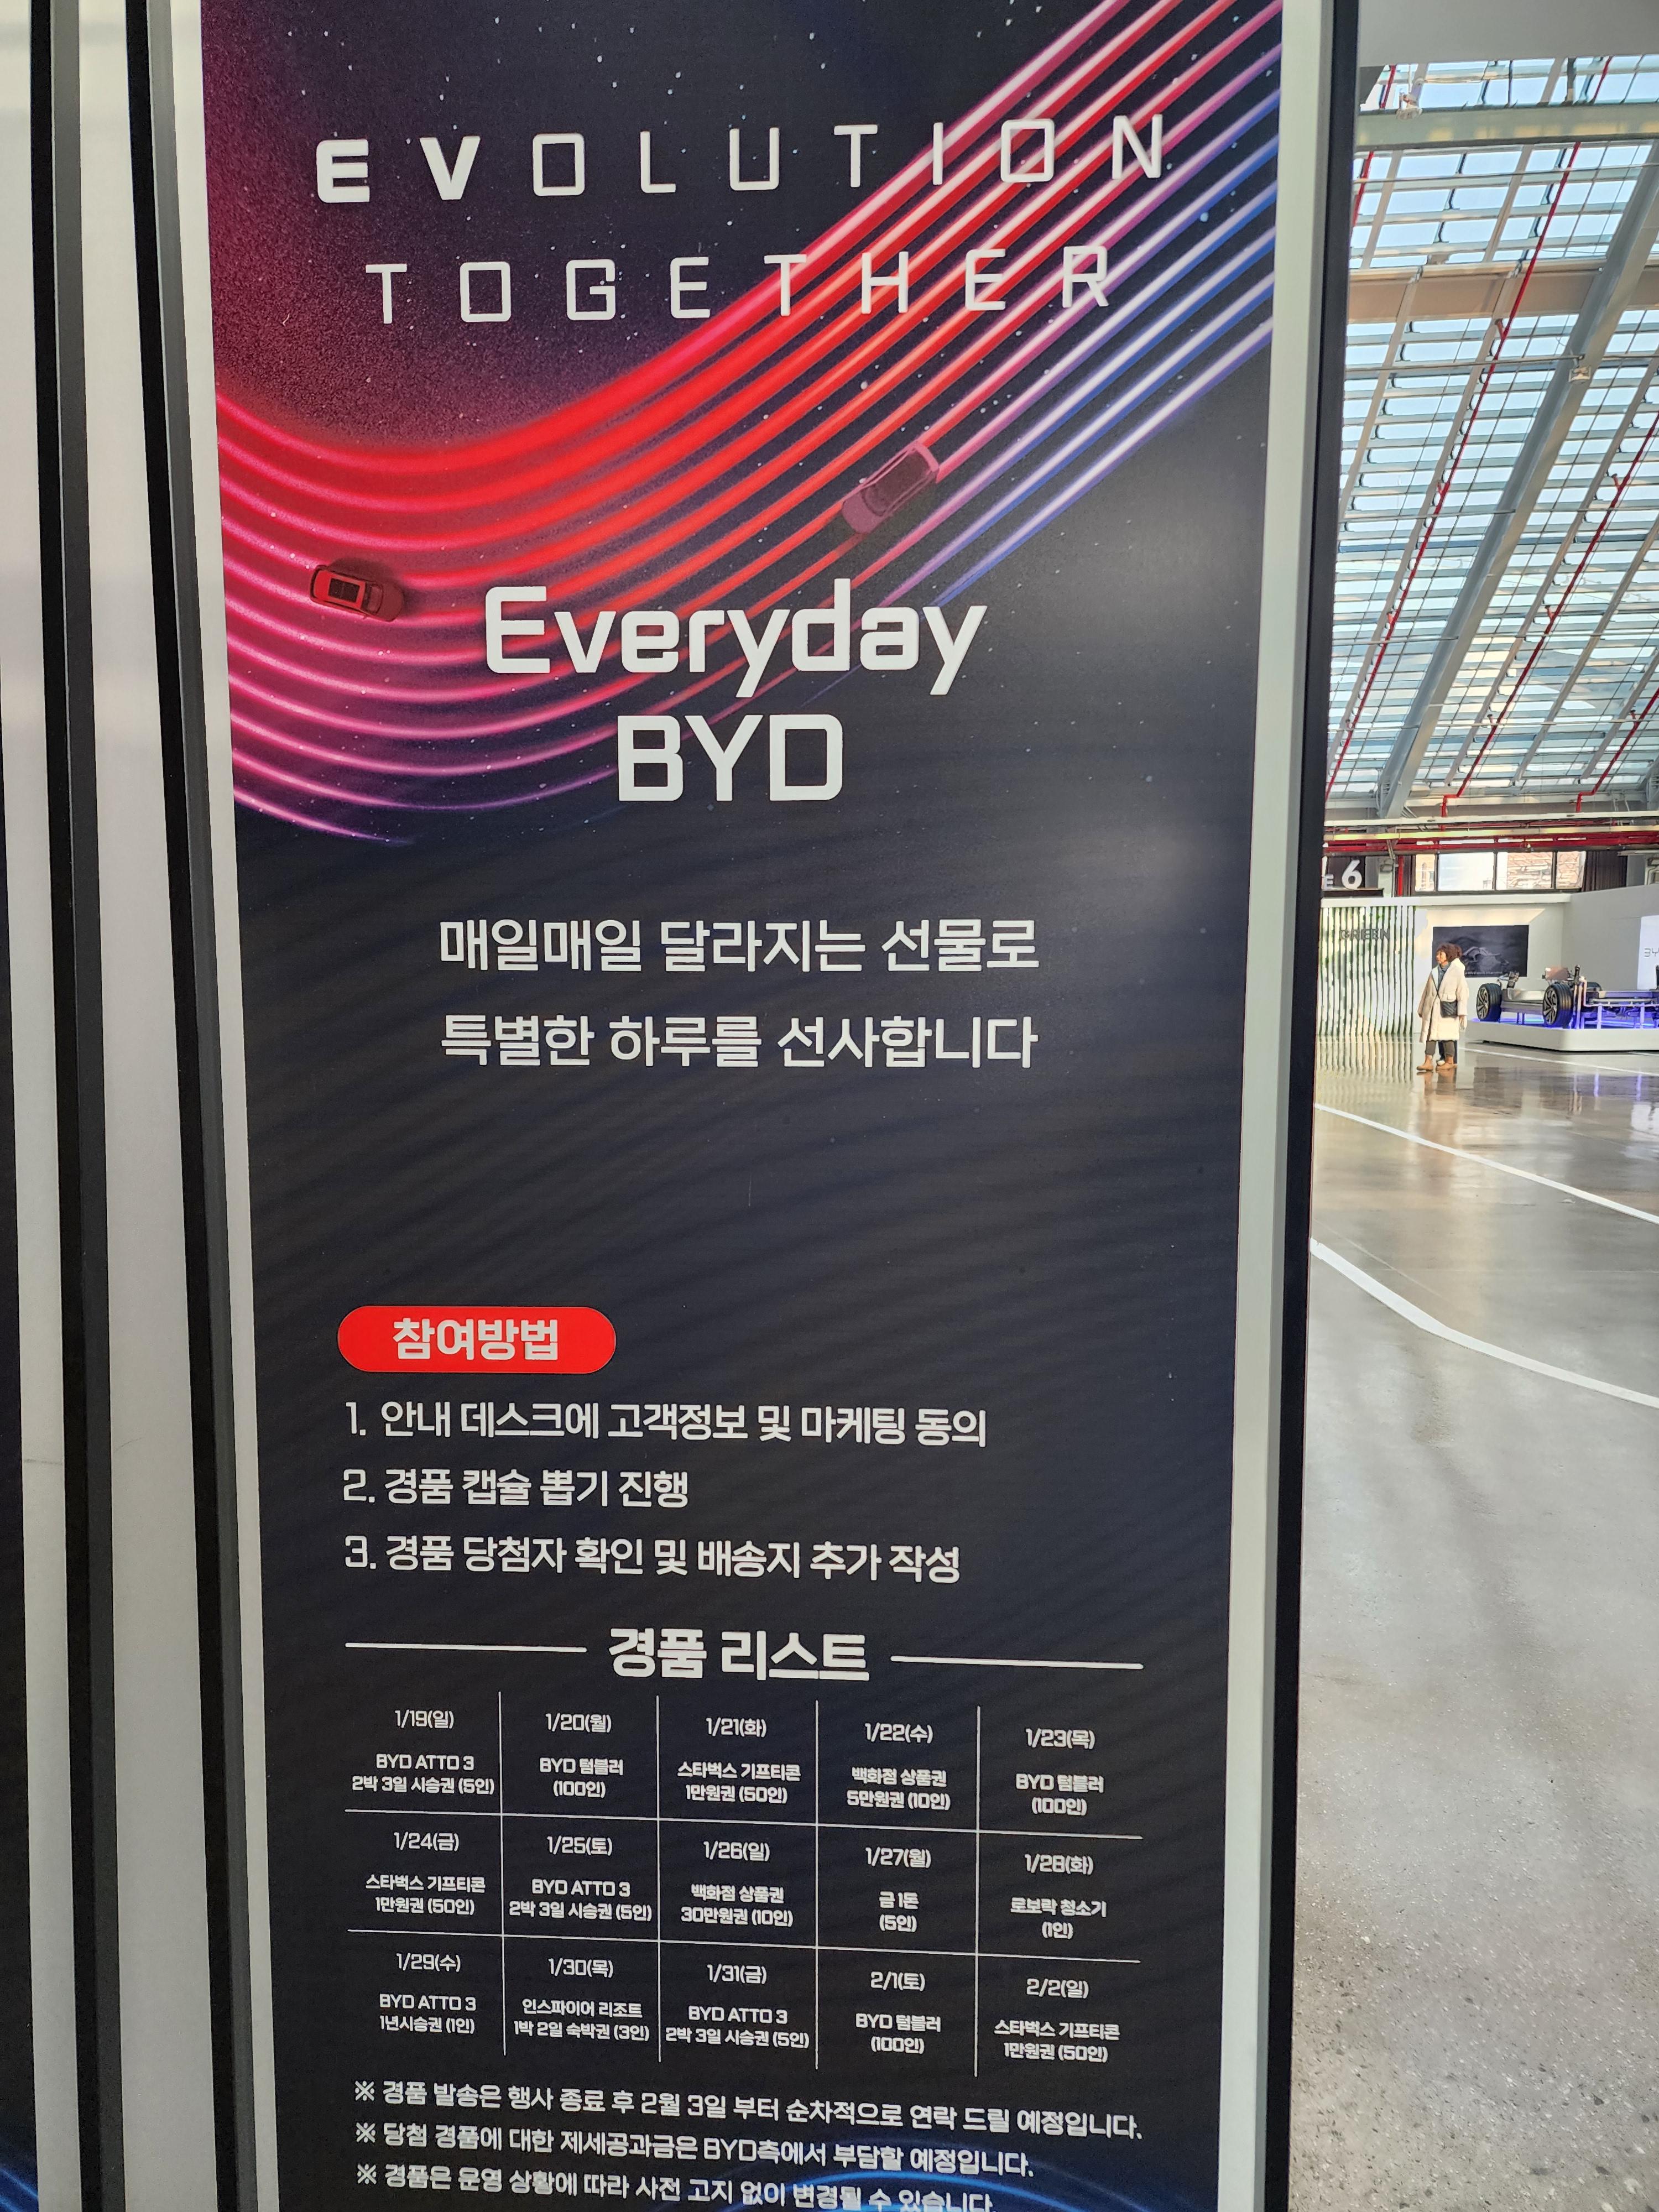 EVOLUTION
TOGETHER
Everyday
BYD
매일매일 달라지는 선물로
특별한 하루를 선사합니다
참여방법
1. 안내 데스크에 고객정보 및 마케팅 동의
2. 경품 캡슐 뽑기 진행
3. 경품 당첨자 확인 및 배송지 추가 작성
경품 리스트
1/19(일)
BYD ATTO 3
2박 3일 시승권 (5인)
1/20(월)
BYD 텀블러
(100인)
1/21(화)
스타벅스 기프티콘
1만원권 (50인)
1/22(수)
백화점 상품권
5만원권 (10인)
1/23(목)
BYD 텀블러
(100인)
1/24(금)
스타벅스 기프티콘
1만원권 (50인)
1/25(토)
BYD ATTO 3
2박 3일 시승권 (5인)
1/26(일)
백화점 상품권
30만원권 (10인)
1/27(월)
금 1돈
(5인)
1/28(화)
로보락 청소기
(1인)
1/29(수)
BYD ATTO 3
1년시승권 (1인)
1/30(목)
인스파이어 리조트
1박 2일 숙박권 (3인)
1/31(금)
BYD ATTO 3
2박 3일 시승권 (5인)
2/1(토)
BYD 텀블러
(100인)
2/2(일)
스타벅스 기프티콘
1만원권 (50인)
※ 경품 발송은 행사 종료 후 2월 3일 부터 순차적으로 연락 드릴 예정입니다.
※ 당첨 경품에 대한 제세공과금은 BYD측에서 부담할 예정입니다.
※ 경품은 운영 상황에 따라 사전 고지 없이 변경될 수 있습니다.
6